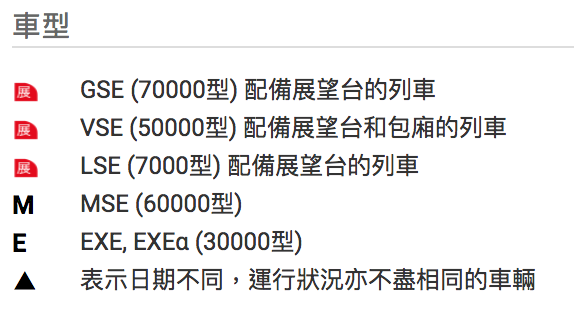 車型
展 GSE (70000型) 配備展望台的列車
展 VSE (50000型) 配備展望台和包廂的列車
展 LSE (7000型) 配備展望台的列車
M MSE (60000型)
E EXE, EXEα (30000型)
▲ 表示日期不同，運行狀況亦不盡相同的車輛